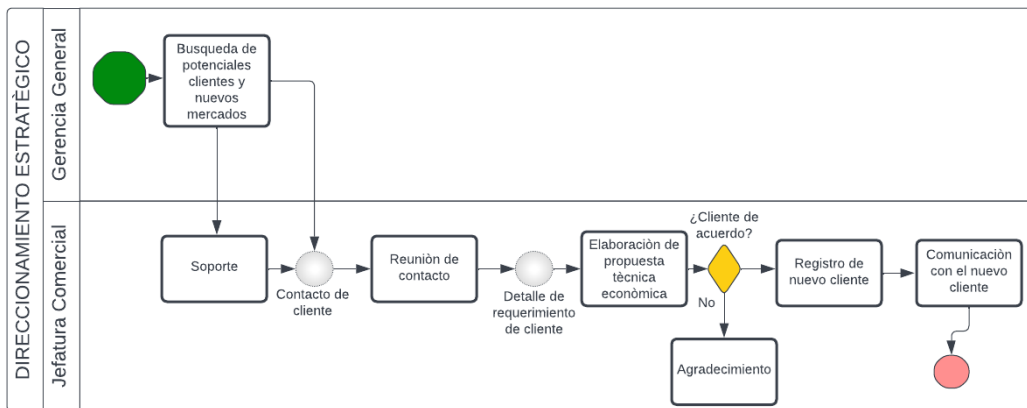 DIRECCIONAMIENTO ESTRATÈGICO
Gerencia General
Busqueda de
potenciales
clientes y
nuevos
mercados
Jefatura Comercial
Soporte
Contacto de
cliente
Reuniòn de
contacto
Detalle de
requerimiento
de cliente
Elaboraciòn de
propuesta
tècnica
econòmica
¿Cliente de
acuerdo?
No
Agradecimiento
Registro de
nuevo cliente
Comunicaciòn
con el nuevo
cliente